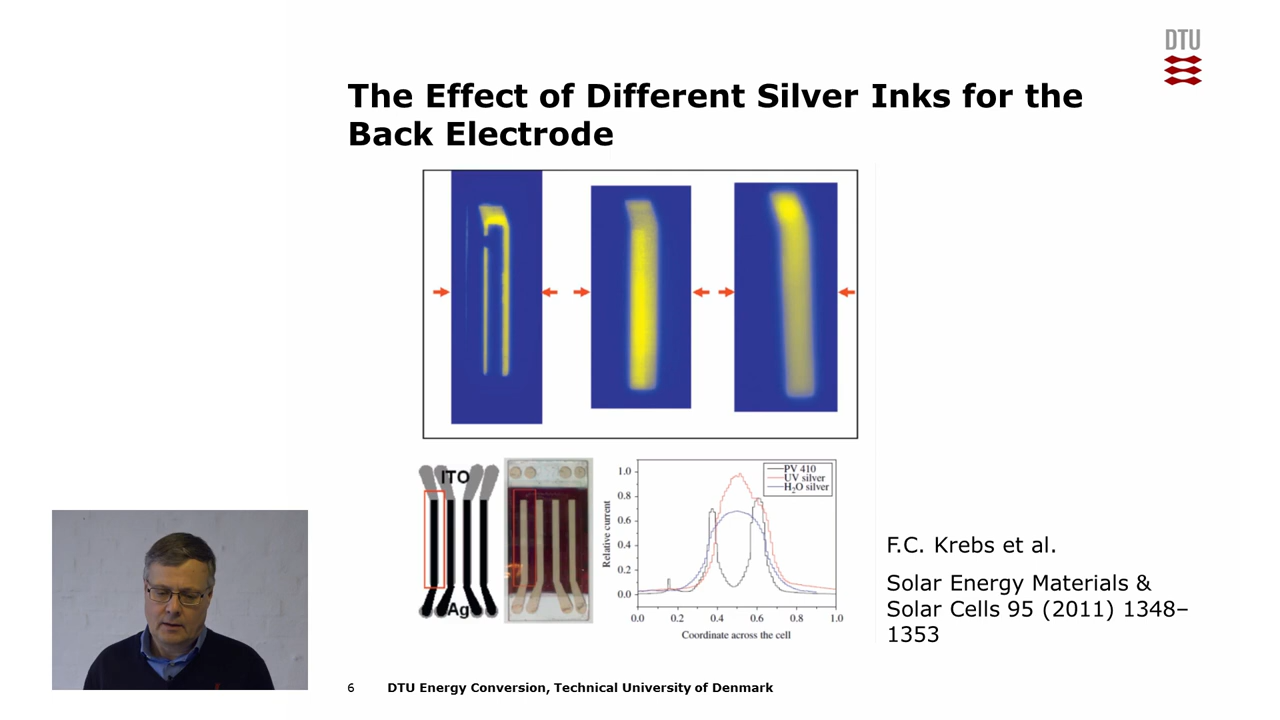 DTU
The Effect of Different Silver Inks for the
Back Electrode
ITO
Ag
Relative current
1.0
0.8
0.6
0.4
0.2
0.0
PV 410
UV silver
H₂O silver
0.0 0.2 0.4 0.6 0.8 1.0
Coordinate across the cell
F.C. Krebs et al.
Solar Energy Materials &
Solar Cells 95 (2011) 1348–
1353
6 DTU Energy Conversion, Technical University of Denmark